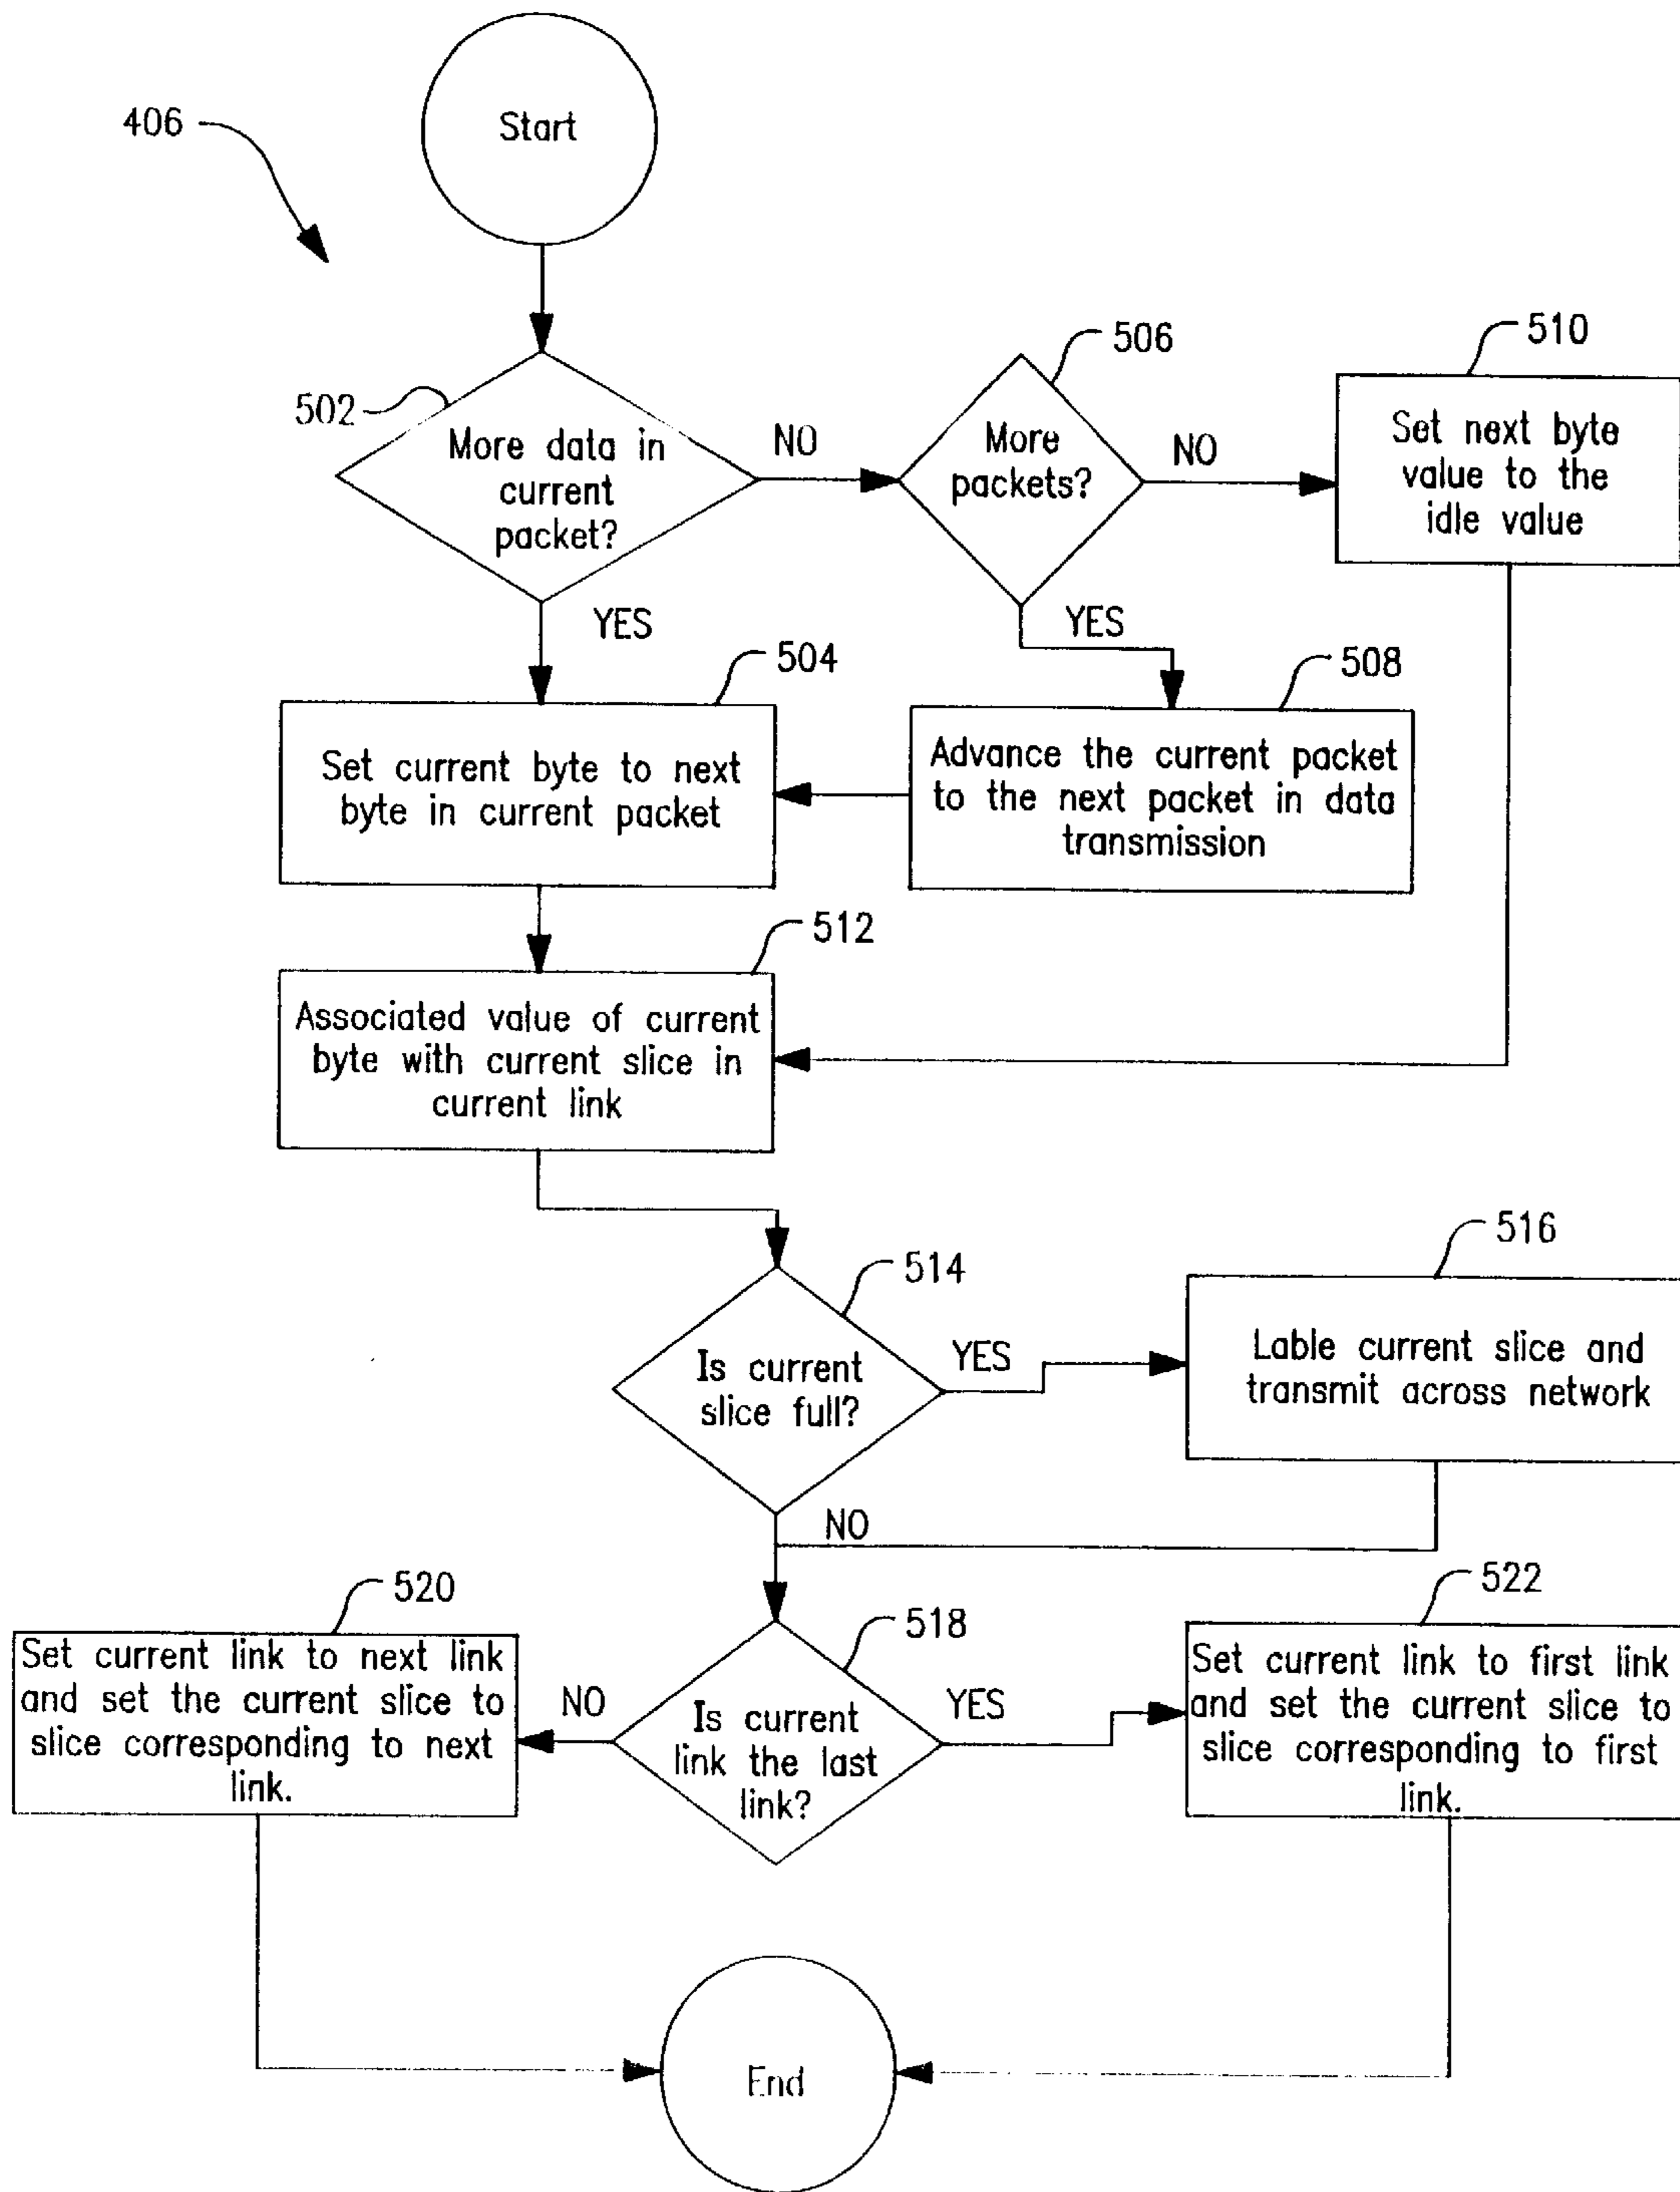 406
Start
502
More data in
current
packet?
NO
506
More
packets?
NO
510
Set next byte
value to the
idle value
YES
YES
504
Set current byte to next
byte in current packet
508
Advance the current packet
to the next packet in data
transmission
512
Associated value of current
byte with current slice in
current link
514
Is current
slice full?
YES
516
Lable current slice and
transmit across network
NO
520
Set current link to next link
and set the current slice to
slice corresponding to next
link.
NO
518
Is current
link the last
link?
YES
522
Set current link to first link
and set the current slice to
slice corresponding to first
link.
End